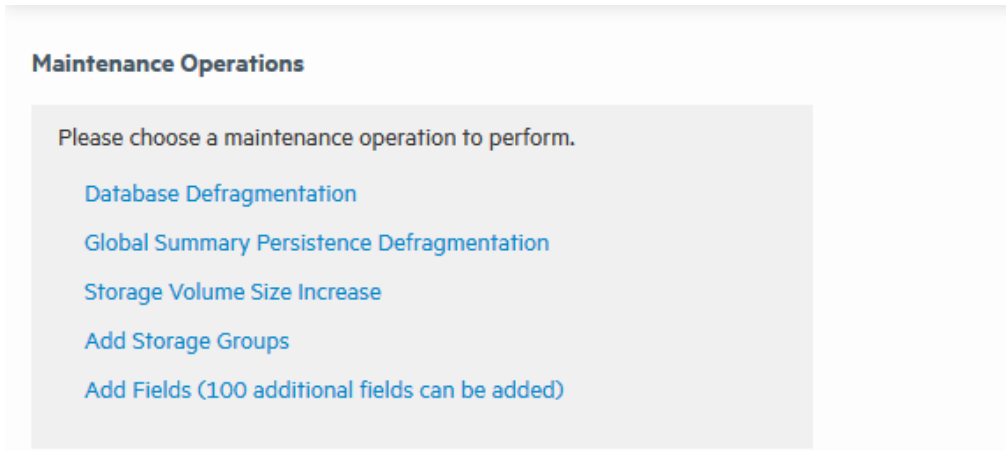 Maintenance Operations
Please choose a maintenance operation to perform.
Database Defragmentation
Global Summary Persistence Defragmentation
Storage Volume Size Increase
Add Storage Groups
Add Fields (100 additional fields can be added)